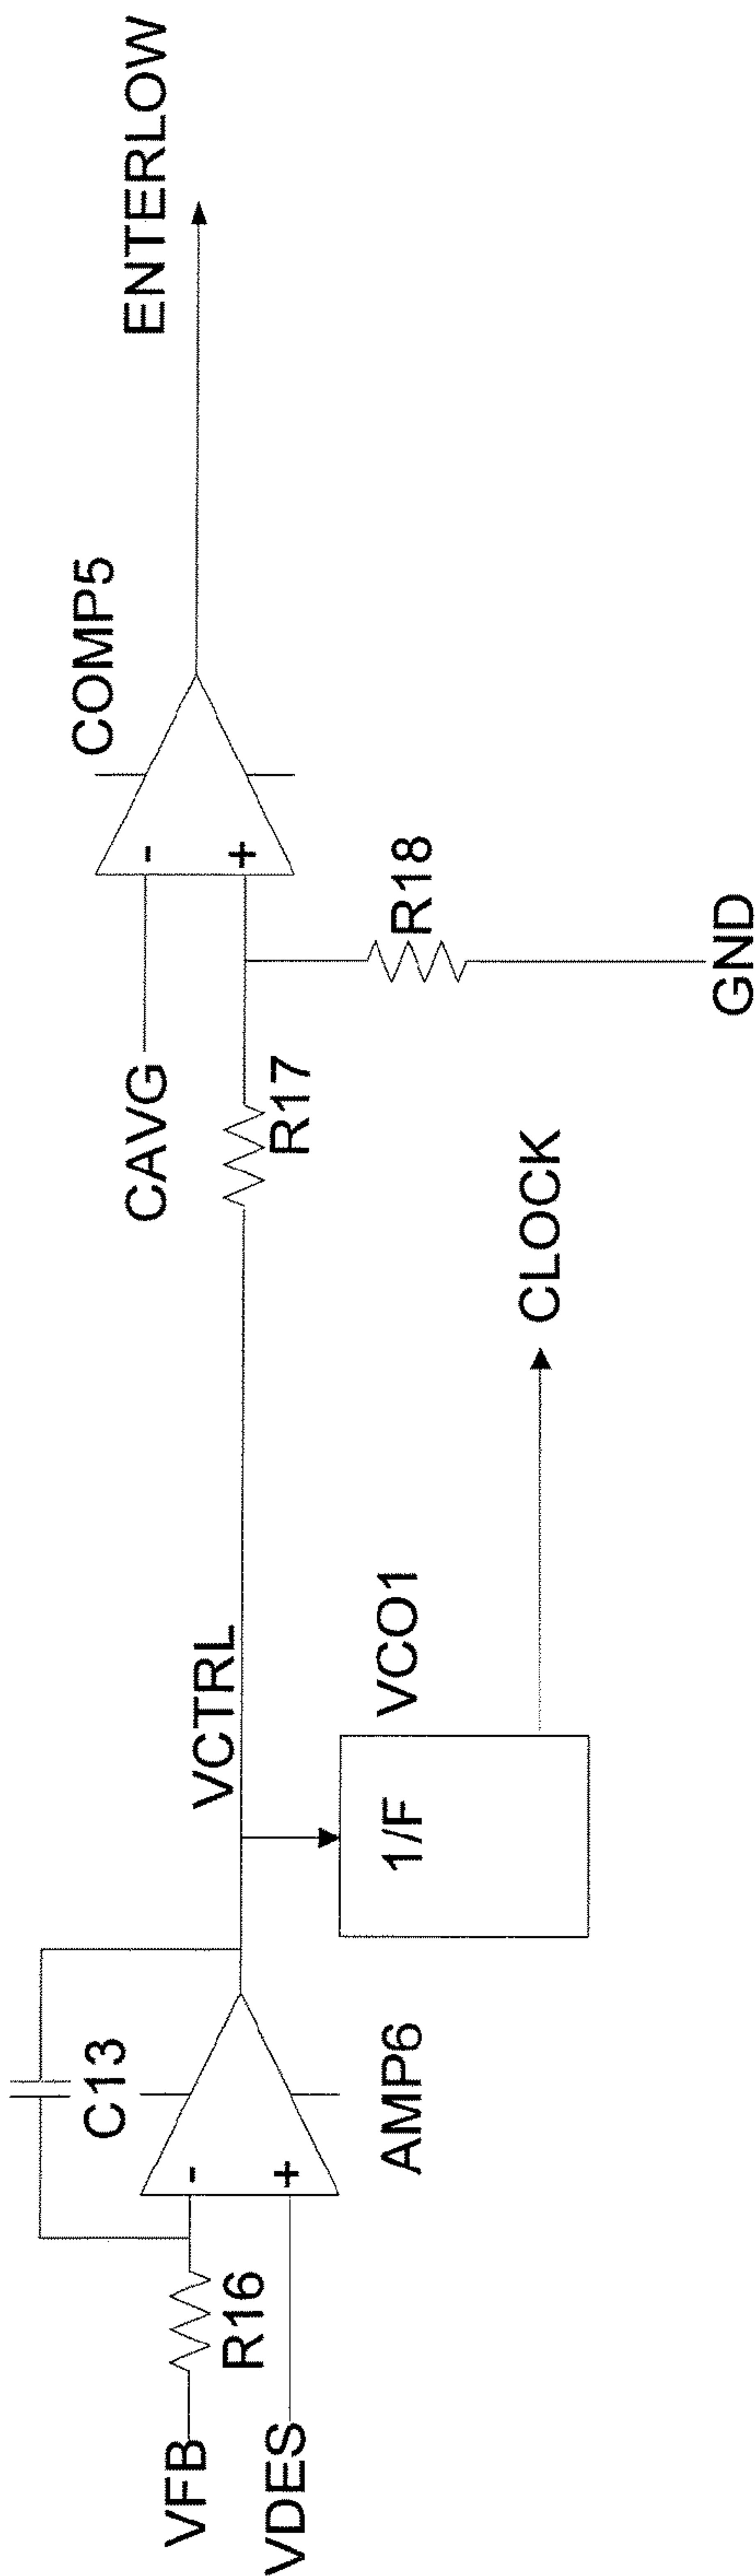 VFB
R16
VDES
-
+
C13
AMP6
VCTRL
1/F
VCO1
CLOCK
CAVG
R17
R18
GND
-
+
COMP5
ENTERLOW